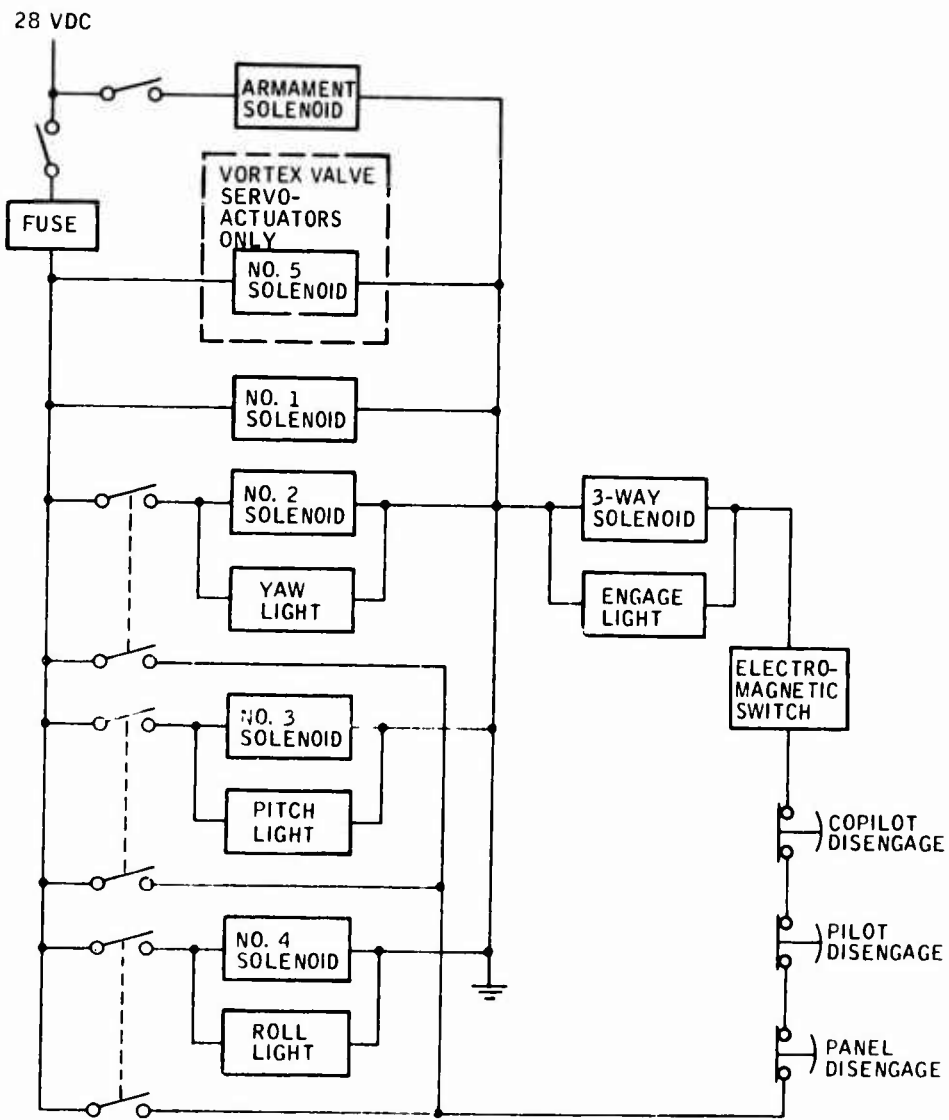 28 VDC
ARMAMENT
SOLENOID
FUSE
VORTEX VALVE
SERVO-
ACTUATORS
ONLY
NO. 5
SOLENOID
NO. 1
SOLENOID
NO. 2
SOLENOID
YAW
LIGHT
3-WAY
SOLENOID
ENGAGE
LIGHT
ELECTRO-
MAGNETIC
SWITCH
NO. 3
SOLENOID
PITCH
LIGHT
COPILOT
DISENGAGE
NO. 4
SOLENOID
PILOT
DISENGAGE
ROLL
LIGHT
PANEL
DISENGAGE